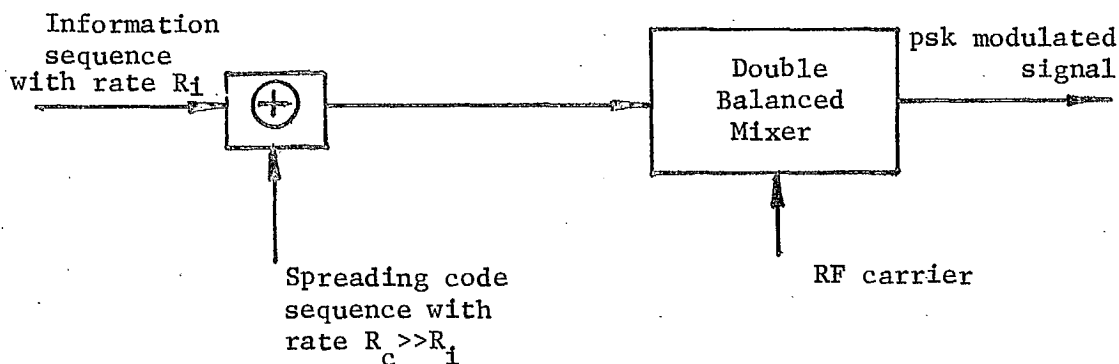 Information
sequence
with rate Ri
Double
Balanced
Mixer
psk modulated
signal
Spreading code
sequence with
rate Rc >>Ri
RF carrier